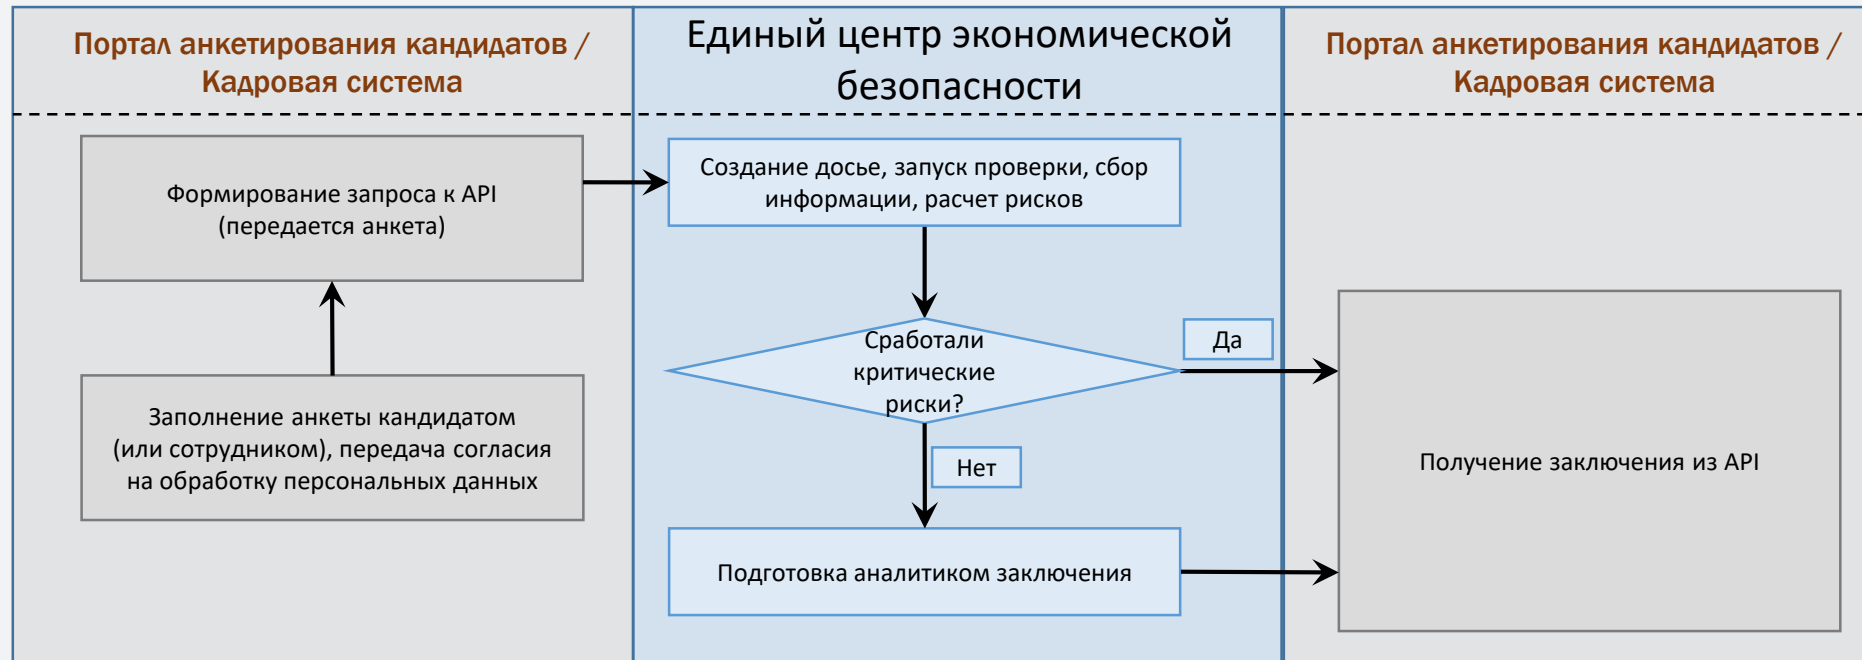 Портал анкетирования кандидатов /
Кадровая система
Единый центр экономической
безопасности
Портал анкетирования кандидатов /
Кадровая система
Формирование запроса к API
(передается анкета)
Заполнение анкеты кандидатом
(или сотрудником), передача согласия
на обработку персональных данных
Создание досье, запуск проверки, сбор
информации, расчет рисков
Сработали
критические
риски?
Да
Нет
Подготовка аналитиком заключения
Получение заключения из API